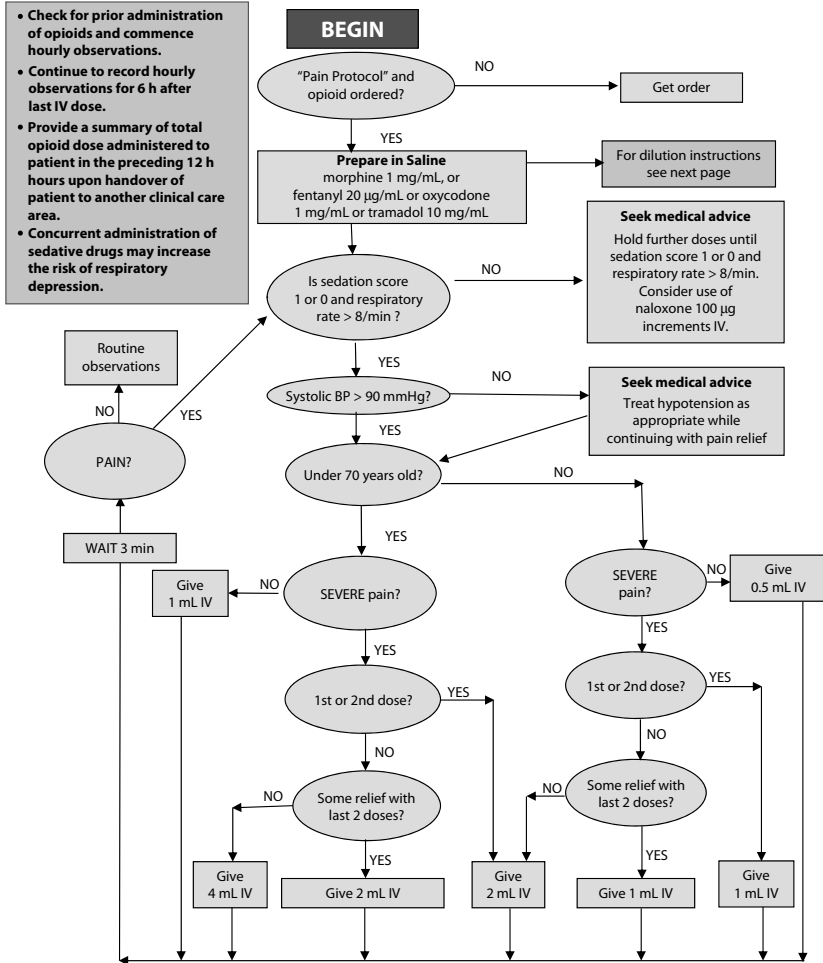 • Check for prior administration
of opioids and commence
hourly observations.
• Continue to record hourly
observations for 6 h after
last IV dose.
• Provide a summary of total
opioid dose administered to
patient in the preceding 12 h
hours upon handover of
patient to another clinical care
area.
• Concurrent administration of
sedative drugs may increase
the risk of respiratory
depression.
BEGIN
“Pain Protocol” and
opioid ordered?
NO
Get order
YES
Prepare in Saline
morphine 1 mg/mL, or
fentanyl 20 µg/mL or oxycodone
1 mg/mL or tramadol 10 mg/mL
For dilution instructions
see next page
Is sedation score
1 or 0 and respiratory
rate > 8/min ?
NO
Seek medical advice
Hold further doses until
sedation score 1 or 0 and
respiratory rate > 8/min.
Consider use of
naloxone 100 µg
increments IV.
YES
Systolic BP > 90 mmHg?
NO
Seek medical advice
Treat hypotension as
appropriate while
continuing with pain relief
YES
Routine
observations
NO
YES
PAIN?
WAIT 3 min
Under 70 years old?
NO
YES
SEVERE pain?
NO
Give
1 mL IV
YES
SEVERE
pain?
NO
Give
0.5 mL IV
YES
1st or 2nd dose?
YES
NO
1st or 2nd dose?
YES
NO
Some relief with
last 2 doses?
NO
YES
Some relief with
last 2 doses?
NO
YES
Give
4 mL IV
Give 2 mL IV
Give
2 mL IV
Give 1 mL IV
Give
1 mL IV